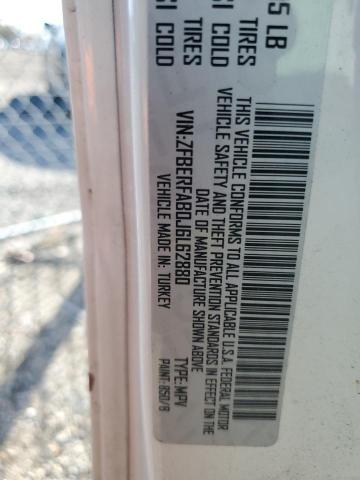 5 LB
TIRES
SI COLD
TIRES
SI COLD
THIS VEHICLE CONFORMS TO ALL APPLICABLE U.S.A. FEDERAL MOTOR
VEHICLE SAFETY AND THEFT PREVENTION STANDARDS IN EFFECT ON THE
DATE OF MANUFACTURE SHOWN ABOVE
VIN:ZFBERFAB0J6L62880
TYPE:MPV
VEHICLE MADE IN: TURKEY
PAINT: